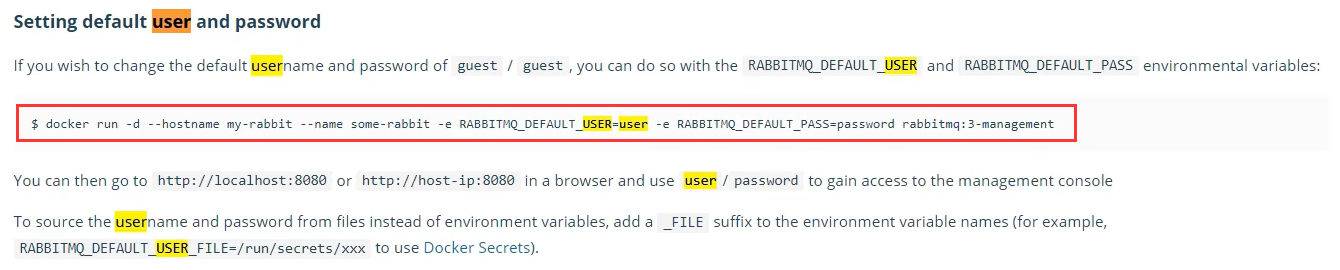 Setting default user and password
If you wish to change the default username and password of guest / guest, you can do so with the RABBITMQ_DEFAULT_USER and RABBITMQ_DEFAULT_PASS environmental variables:
$ docker run -d --hostname my-rabbit --name some-rabbit -e RABBITMQ_DEFAULT_USER=user -e RABBITMQ_DEFAULT_PASS=password rabbitmq:3-management
You can then go to http://localhost:8080 or http://host-ip:8080 in a browser and use user / password to gain access to the management console
To source the username and password from files instead of environment variables, add a _FILE suffix to the environment variable names (for example,
RABBITMQ_DEFAULT_USER_FILE=/run/secrets/xxx to use Docker Secrets).